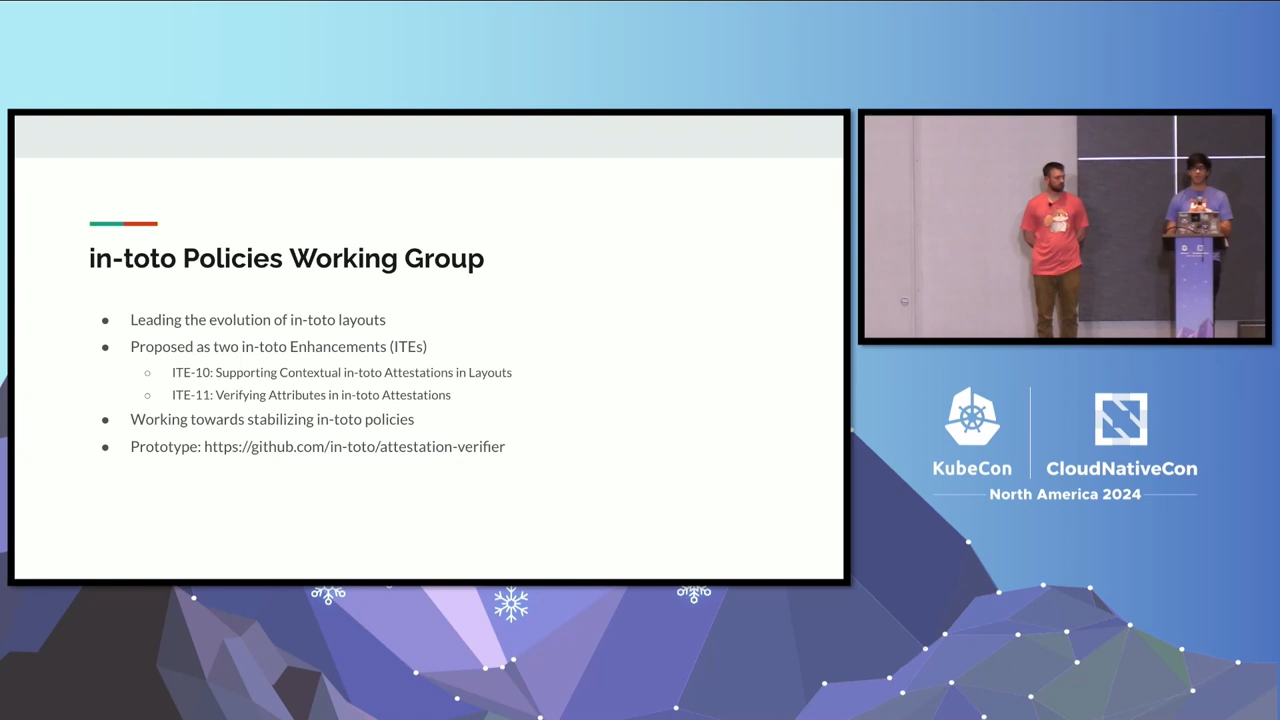 in-toto Policies Working Group
● Leading the evolution of in-toto layouts
● Proposed as two in-toto Enhancements (ITEs)
○ ITE-10: Supporting Contextual in-toto Attestations in Layouts
○ ITE-11: Verifying Attributes in in-toto Attestations
● Working towards stabilizing in-toto policies
● Prototype: https://github.com/in-toto/attestation-verifier
KubeCon
CloudNativeCon
North America 2024